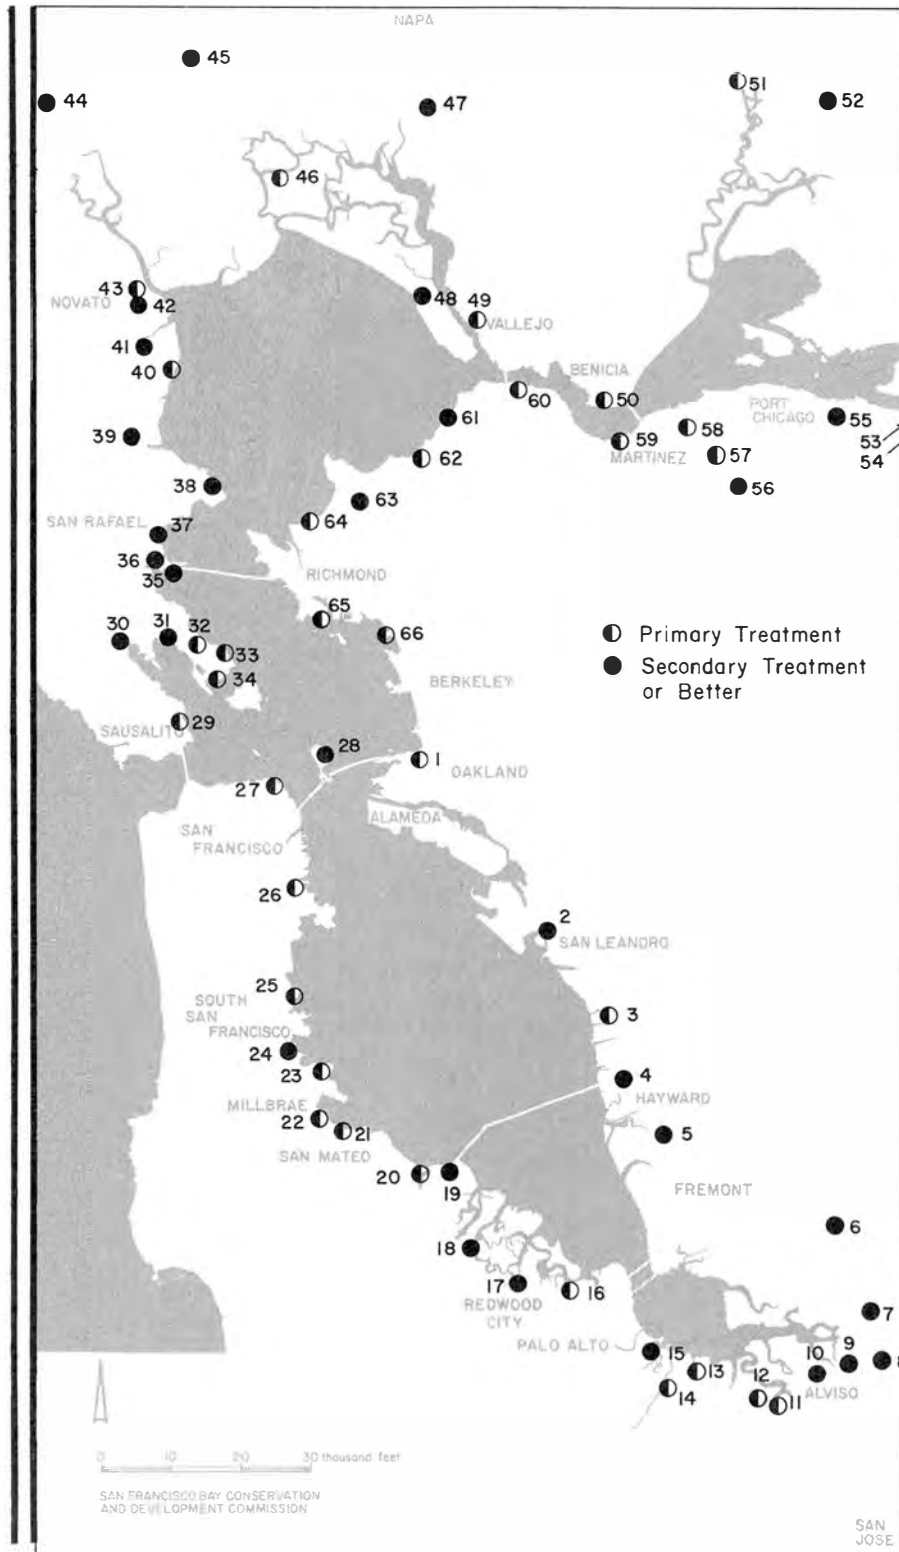 NAPA
45
51
44
47
52
46
43
NOVATO
42
48
49
VALLEJO
41
40
BENICIA
60
50
PORT
CHICAGO
55
61
58
53
39
59
54
62
MARTINEZ
57
38
56
63
SAN RAFAEL
37
64
36
35
RICHMOND
65
30
31
32
66
33
Primary Treatment
34
Secondary Treatment
or Better
BERKELEY
29
SAUSALITO
28
1
OAKLAND
27
ALAMEDA
SAN
FRANCISCO
26
2
SAN LEANDRO
25
SOUTH
SAN
FRANCISCO
3
24
23
4
HAYWARD
MILLBRAE
22
21
5
SAN MATEO
20
19
FREMONT
6
18
17
16
REDWOOD
CITY
7
PALO ALTO
15
10
9
8
13
14
12
11
ALVISO
0 10 20 30 thousand feet
SAN FRANCISCO BAY CONSERVATION
AND DEVELOPMENT COMMISSION
SAN
JOSE